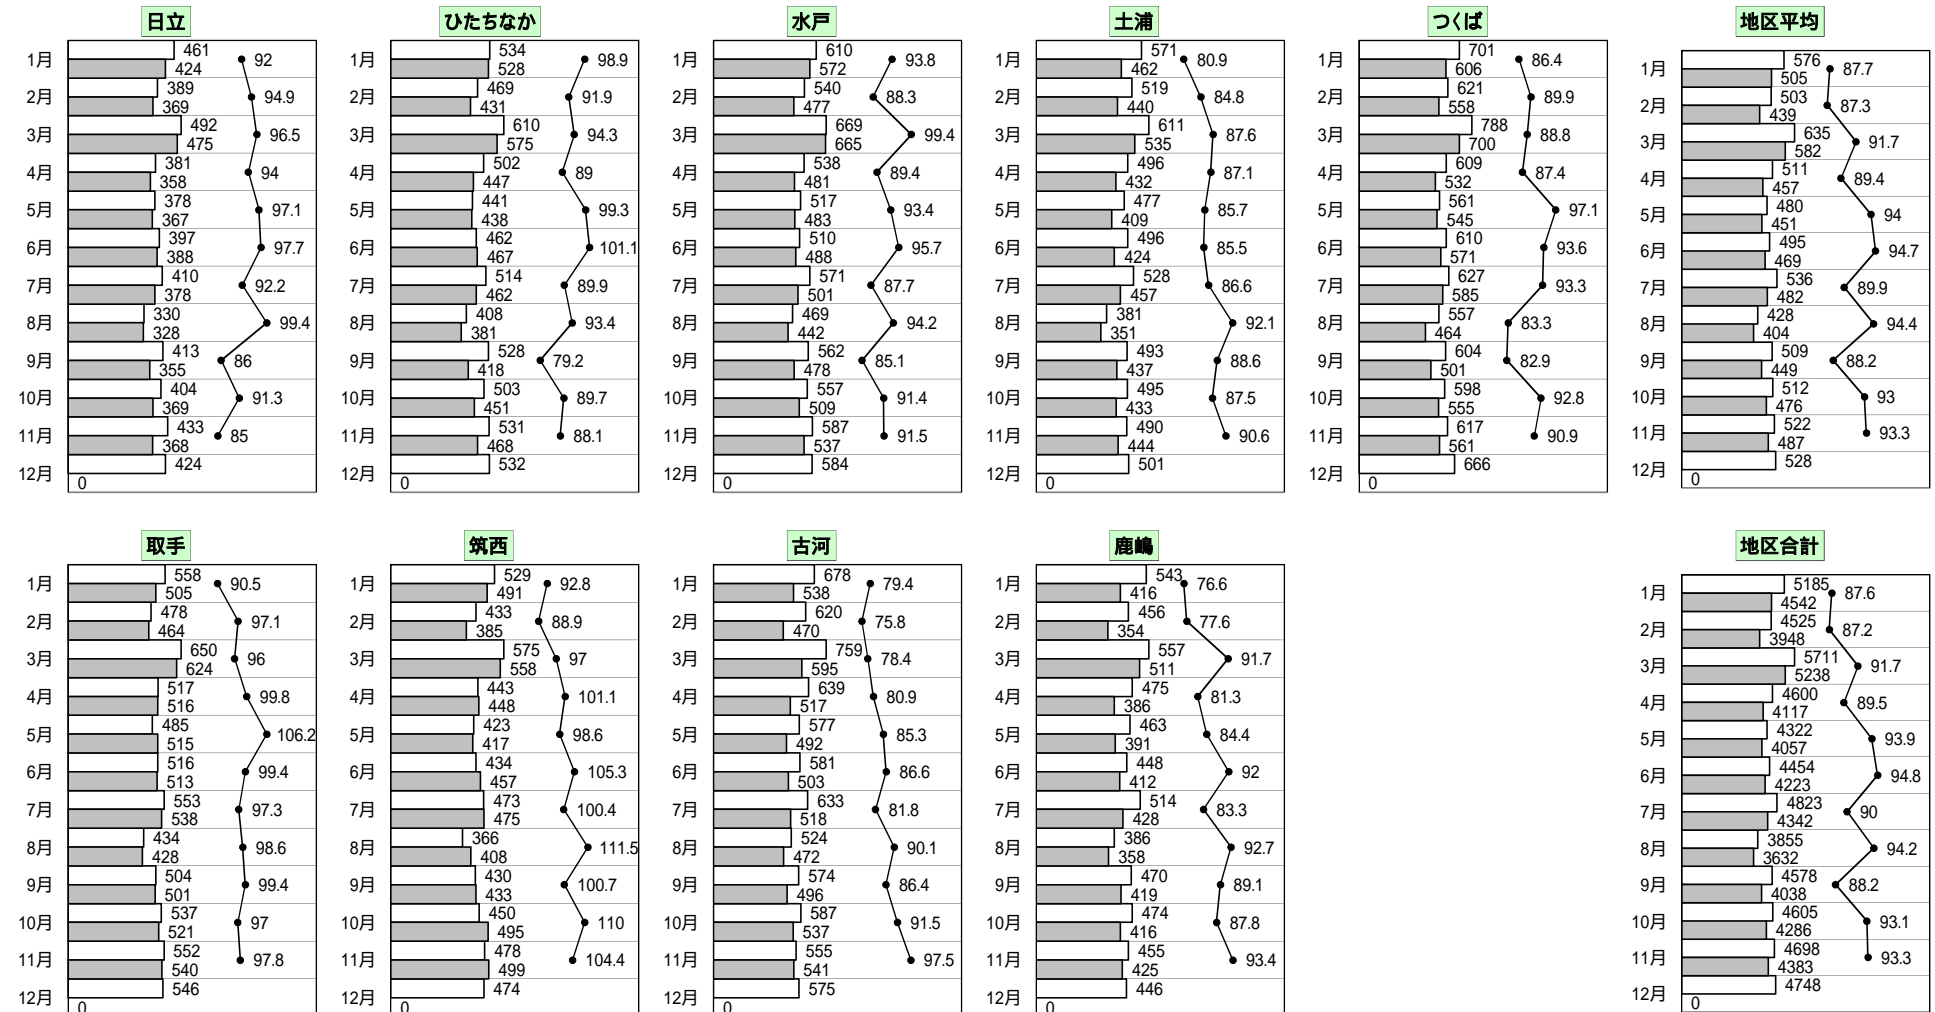 日立 ひたちなか 水戸 土浦 つくば 地区平均
1月 461 424 92 1月 534 528 98.9 1月 610 572 93.8 1月 571 462 80.9 1月 701 606 86.4 1月 576 505 87.7
2月 389 369 94.9 2月 469 431 91.9 2月 540 477 88.3 2月 519 440 84.8 2月 621 558 89.9 2月 503 439 87.3
3月 492 475 96.5 3月 610 575 94.3 3月 669 665 99.4 3月 611 535 87.6 3月 788 700 88.8 3月 635 582 91.7
4月 381 358 94 4月 502 447 89 4月 538 481 89.4 4月 496 432 87.1 4月 609 532 87.4 4月 511 457 89.4
5月 378 367 97.1 5月 441 438 99.3 5月 517 483 93.4 5月 477 409 85.7 5月 561 545 97.1 5月 480 451 94
6月 397 388 97.7 6月 462 467 101.1 6月 510 488 95.7 6月 496 424 85.5 6月 610 571 93.6 6月 495 469 94.7
7月 410 378 92.2 7月 514 462 89.9 7月 571 501 87.7 7月 528 457 86.6 7月 627 585 93.3 7月 536 482 89.9
8月 330 328 99.4 8月 408 381 93.4 8月 469 442 94.2 8月 381 351 92.1 8月 557 464 83.3 8月 428 404 94.4
9月 413 355 86 9月 528 418 79.2 9月 562 478 85.1 9月 493 437 88.6 9月 604 501 82.9 9月 509 449 88.2
10月 404 369 91.3 10月 503 451 89.7 10月 557 509 91.4 10月 495 433 87.5 10月 598 555 92.8 10月 512 476 93
11月 433 368 85 11月 531 468 88.1 11月 587 537 91.5 11月 490 444 90.6 11月 617 561 90.9 11月 522 487 93.3
12月 424 0 12月 532 0 12月 584 0 12月 501 0 12月 666 0 12月 528 0
取手 筑西 古河 鹿嶋 地区合計
1月 558 505 90.5 1月 529 491 92.8 1月 678 538 79.4 1月 543 416 76.6 1月 5185 4542 87.6
2月 478 464 97.1 2月 433 385 88.9 2月 620 470 75.8 2月 456 354 77.6 2月 4525 3948 87.2
3月 650 624 96 3月 575 558 97 3月 759 595 78.4 3月 557 511 91.7 3月 5711 5238 91.7
4月 517 516 99.8 4月 443 448 101.1 4月 639 517 80.9 4月 475 386 81.3 4月 4600 4117 89.5
5月 485 515 106.2 5月 423 417 98.6 5月 577 492 85.3 5月 463 391 84.4 5月 4322 4057 93.9
6月 516 513 99.4 6月 434 457 105.3 6月 581 503 86.6 6月 448 412 92 6月 4454 4223 94.8
7月 553 538 97.3 7月 473 475 100.4 7月 633 518 81.8 7月 514 428 83.3 7月 4823 4342 90
8月 434 428 98.6 8月 366 408 111.5 8月 524 472 90.1 8月 386 358 92.7 8月 3855 3632 94.2
9月 504 501 99.4 9月 430 433 100.7 9月 574 496 86.4 9月 470 419 89.1 9月 4578 4038 88.2
10月 537 521 97 10月 450 495 110 10月 587 537 91.5 10月 474 416 87.8 10月 4605 4286 93.1
11月 552 540 97.8 11月 478 499 104.4 11月 555 541 97.5 11月 455 425 93.4 11月 4698 4383 93.3
12月 546 0 12月 474 0 12月 575 0 12月 446 0 12月 4748 0